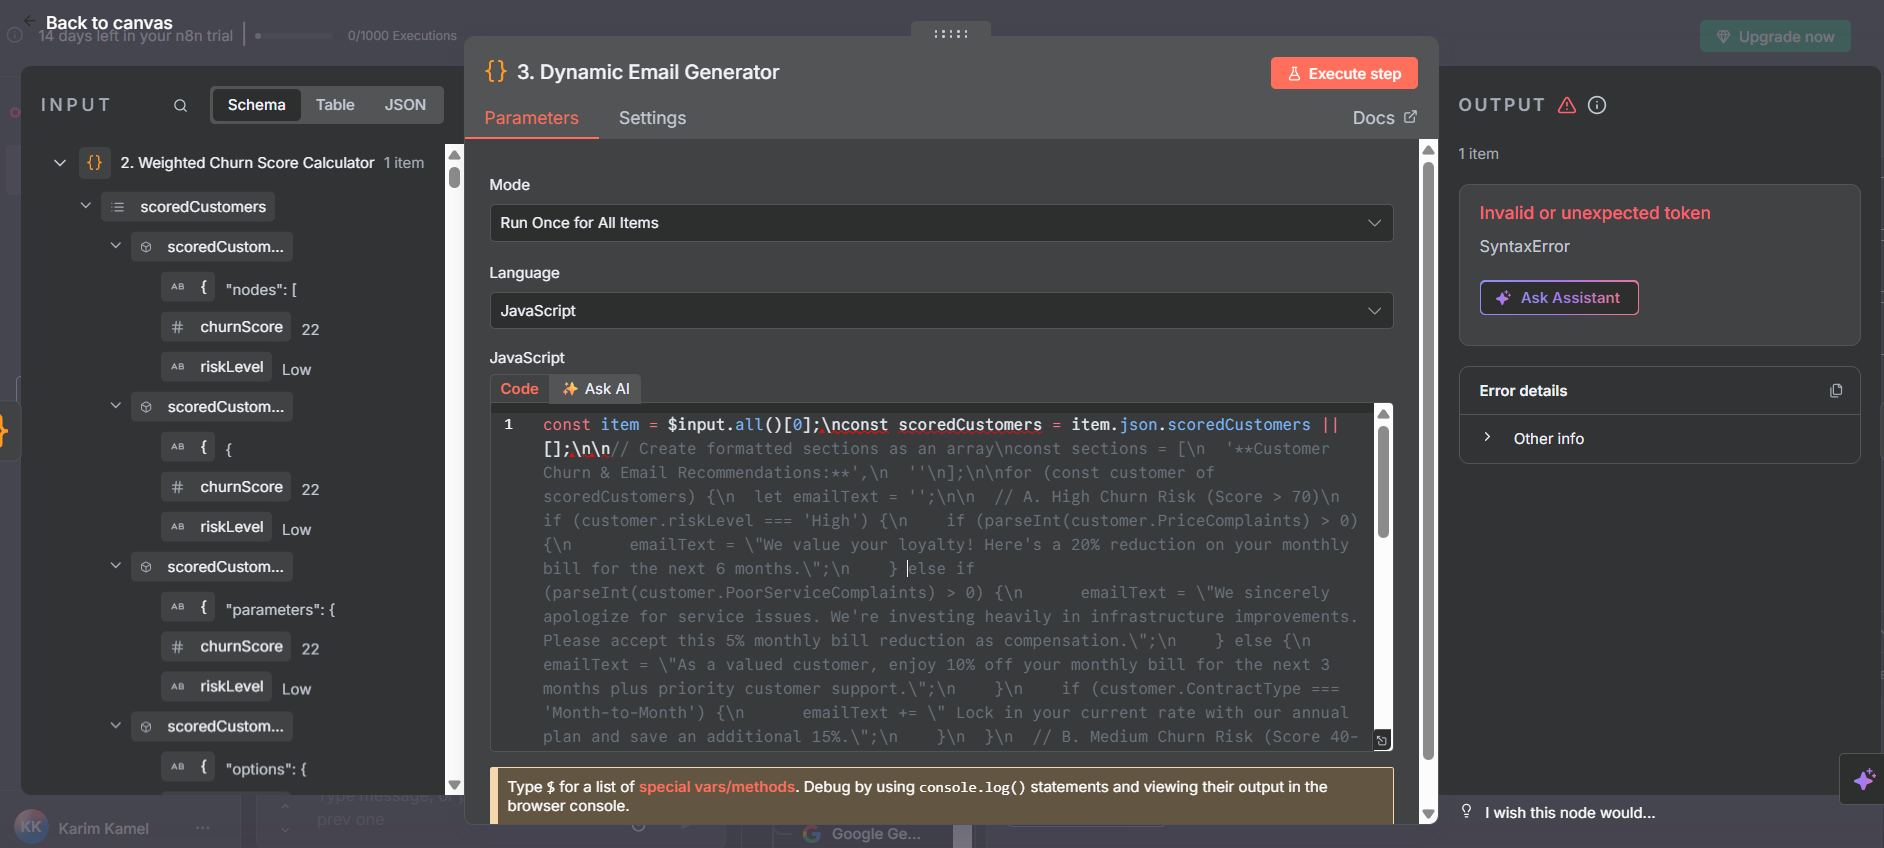 Back to canvas
14 days left in your n8n trial
0/1000 Executions
Upgrade now
INPUT
Schema
Table
JSON
2. Weighted Churn Score Calculator 1 item
scoredCustomers
scoredCustom...
AB { "nodes": [
# churnScore 22
AB riskLevel Low
scoredCustom...
AB { {
# churnScore 22
AB riskLevel Low
scoredCustom...
AB { "parameters": {
# churnScore 22
AB riskLevel Low
scoredCustom...
AB { "options": {
KK Karim Kamel ...
prev one
Google Ge...
{} 3. Dynamic Email Generator
Execute step
Parameters
Settings
Docs
Mode
Run Once for All Items
Language
JavaScript
JavaScript
Code
Ask AI
1 const item = $input.all()[0];\nconst scoredCustomers = item.json.scoredCustomers ||
[];\n\n// Create formatted sections as an array\nconst sections = [\n  '**Customer
Churn & Email Recommendations:**',\n  ''\n];\n\nfor (const customer of
scoredCustomers) {\n  let emailText = '';\n\n  // A. High Churn Risk (Score > 70)\n
if (customer.riskLevel === 'High') {\n    if (parseInt(customer.PriceComplaints) > 0)
{\n      emailText = \"We value your loyalty! Here's a 20% reduction on your monthly
bill for the next 6 months.\";\n    } else if
(parseInt(customer.PoorServiceComplaints) > 0) {\n      emailText = \"We sincerely
apologize for service issues. We're investing heavily in infrastructure improvements.
Please accept this 5% monthly bill reduction as compensation.\";\n    } else {\n
emailText = \"As a valued customer, enjoy 10% off your monthly bill for the next 3
months plus priority customer support.\";\n    }\n    if (customer.ContractType ===
'Month-to-Month') {\n      emailText += \" Lock in your current rate with our annual
plan and save an additional 15%.\";\n    }\n  }\n  // B. Medium Churn Risk (Score 40-
Type $ for a list of special vars/methods. Debug by using console.log() statements and viewing their output in the
browser console.
OUTPUT
1 item
Invalid or unexpected token
SyntaxError
Ask Assistant
Error details
Other info
I wish this node would...